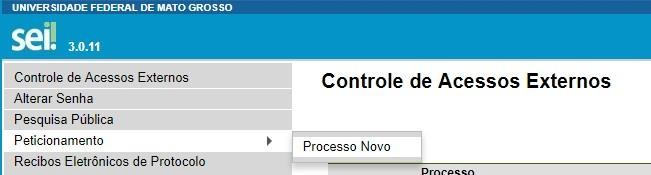 UNIVERSIDADE FEDERAL DE MATO GROSSO
sei! 3.0.11
Controle de Acessos Externos
Alterar Senha
Pesquisa Pública
Peticionamento
Recibos Eletrônicos de Protocolo
Processo Novo
Controle de Acessos Externos
Processo